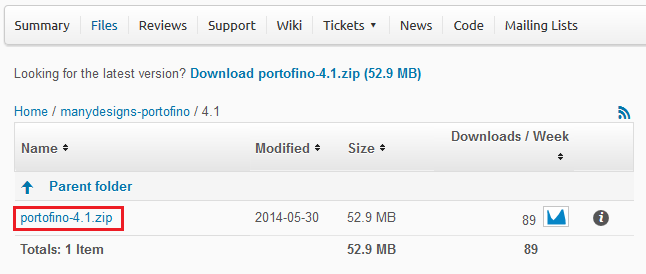 Summary Files Reviews Support Wiki Tickets News Code Mailing Lists
Looking for the latest version? Download portofino-4.1.zip (52.9 MB)
Home / manydesigns-portofino / 4.1
Name Modified Size Downloads / Week
Parent folder
portofino-4.1.zip 2014-05-30 52.9 MB 89
Totals: 1 Item 52.9 MB 89